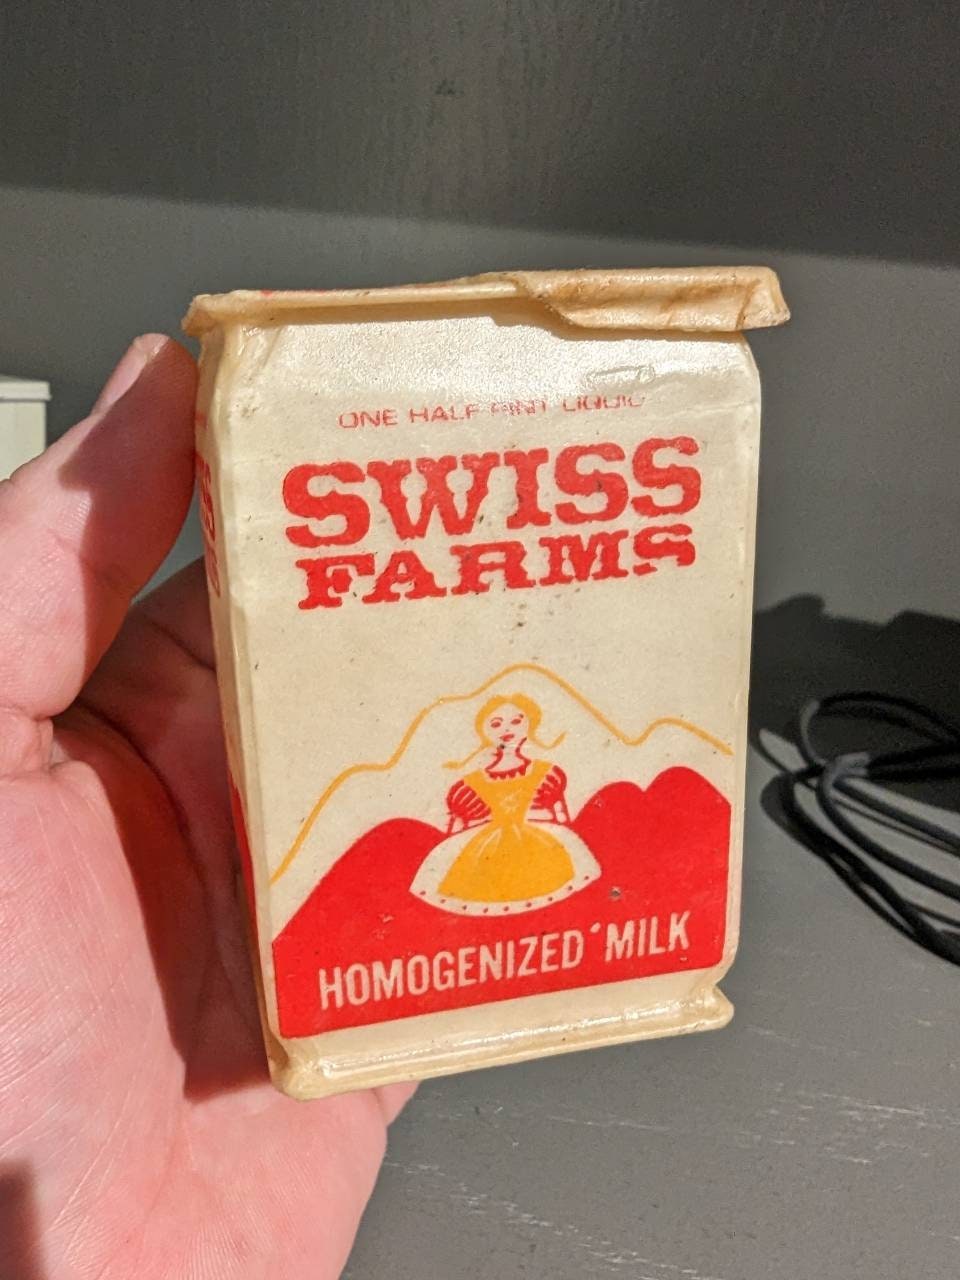 ONE HALF PINT LIQUID
SWISS
FARMS
HOMOGENIZED MILK